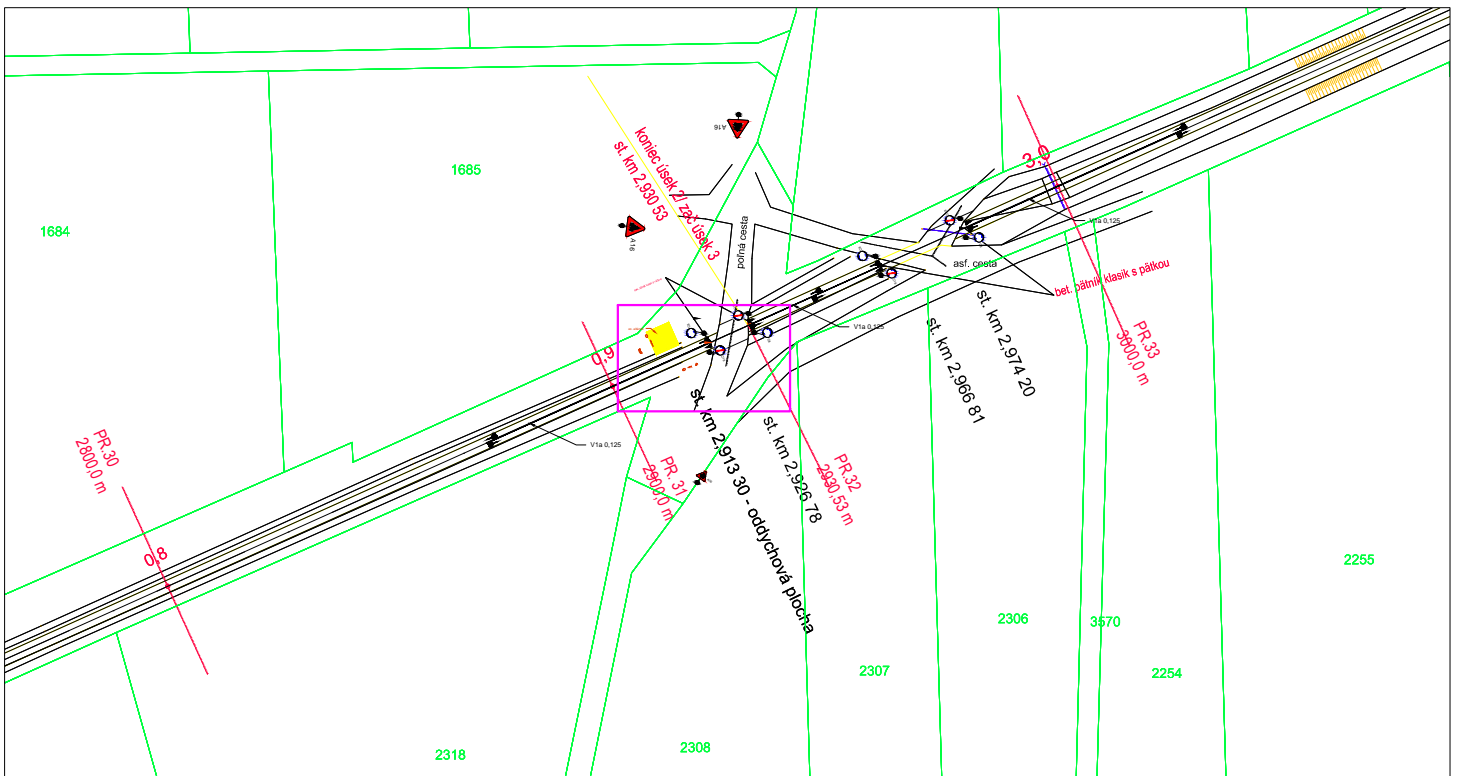 1685
1684
A16
A16
koniec úsek 2/ zač úsek 3
st. km 2,930 53
poľná cesta
3,0
V1a 0,125
asf. cesta
bet. pätník klasik s pätkou
st. km 2,974 20
st. km 2,966 81
PR.33
3000,0 m
V1a 0,125
0,9
st. km 2,913 30 - oddychová plocha
st. km 2,926 78
PR.32
2930,53 m
V1a 0,125
PR. 31
2900,0 m
PR.30
2800,0 m
0,8
2255
2306
3570
2307
2254
2318
2308